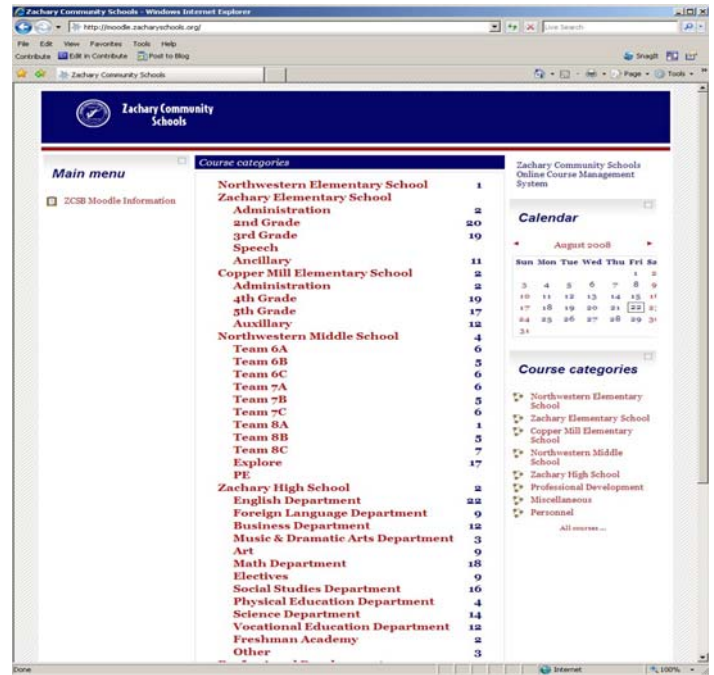 Zachary Community Schools - Windows Internet Explorer
http://moodle.zacharyschools.org/
Live Search
File Edit View Favorites Tools Help
Contribute Edit in Contribute Post to Blog
SnagIt
Zachary Community Schools
Page Tools
Zachary Community
Schools
Main menu
ZCSB Moodle Information
Course categories
Northwestern Elementary School 1
Zachary Elementary School
Administration 2
2nd Grade 20
3rd Grade 19
Speech
Ancillary 11
Copper Mill Elementary School 2
Administration 2
4th Grade 19
5th Grade 17
Auxillary 12
Northwestern Middle School 4
Team 6A 6
Team 6B 5
Team 6C 6
Team 7A 6
Team 7B 5
Team 7C 6
Team 8A 1
Team 8B 5
Team 8C 7
Explore 17
PE
Zachary High School 2
English Department 22
Foreign Language Department 9
Business Department 12
Music & Dramatic Arts Department 3
Art 9
Math Department 18
Electives 9
Social Studies Department 16
Physical Education Department 4
Science Department 14
Vocational Education Department 12
Freshman Academy 2
Other 3
Zachary Community Schools
Online Course Management
System
Calendar
August 2008
Sun Mon Tue Wed Thu Fri Sa
1 2
3 4 5 6 7 8 9
10 11 12 13 14 15
17 18 19 20 21 22
24 25 26 27 28 29
31
Course categories
Northwestern Elementary
School
Zachary Elementary School
Copper Mill Elementary
School
Northwestern Middle
School
Zachary High School
Professional Development
Miscellaneous
Personnel
All courses ...
Done
Internet
100%